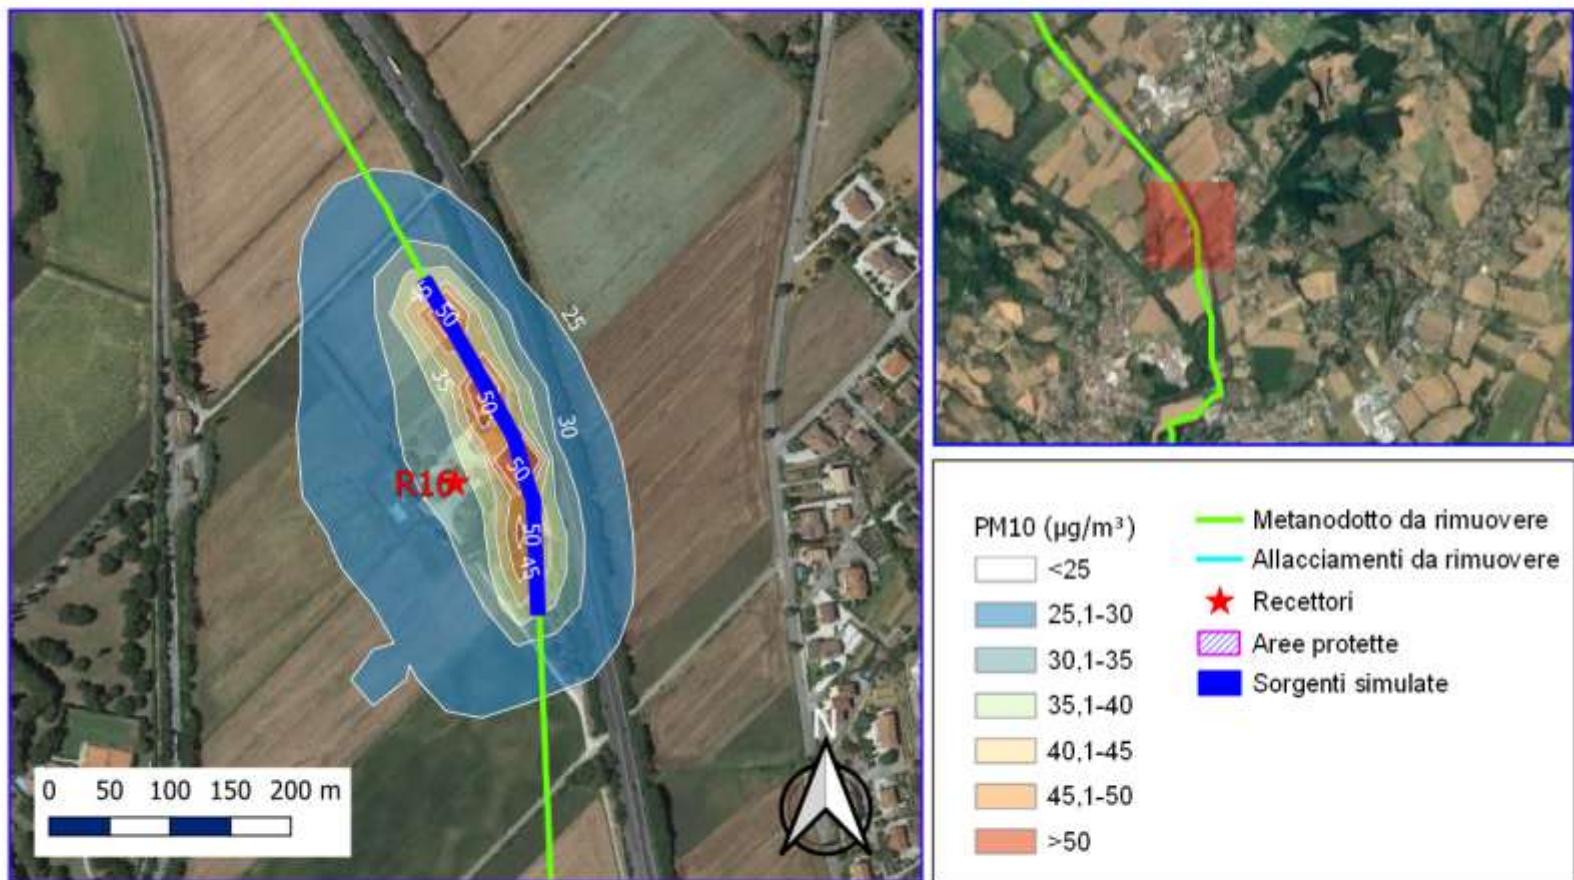 25
50
35
50
30
50
R16
50
45
N
0 50 100 150 200 m
PM10 (µg/m³)
<25
25,1-30
30,1-35
35,1-40
40,1-45
45,1-50
>50
Metanodotto da rimuovere
Allacciamenti da rimuovere
Recettori
Aree protette
Sorgenti simulate